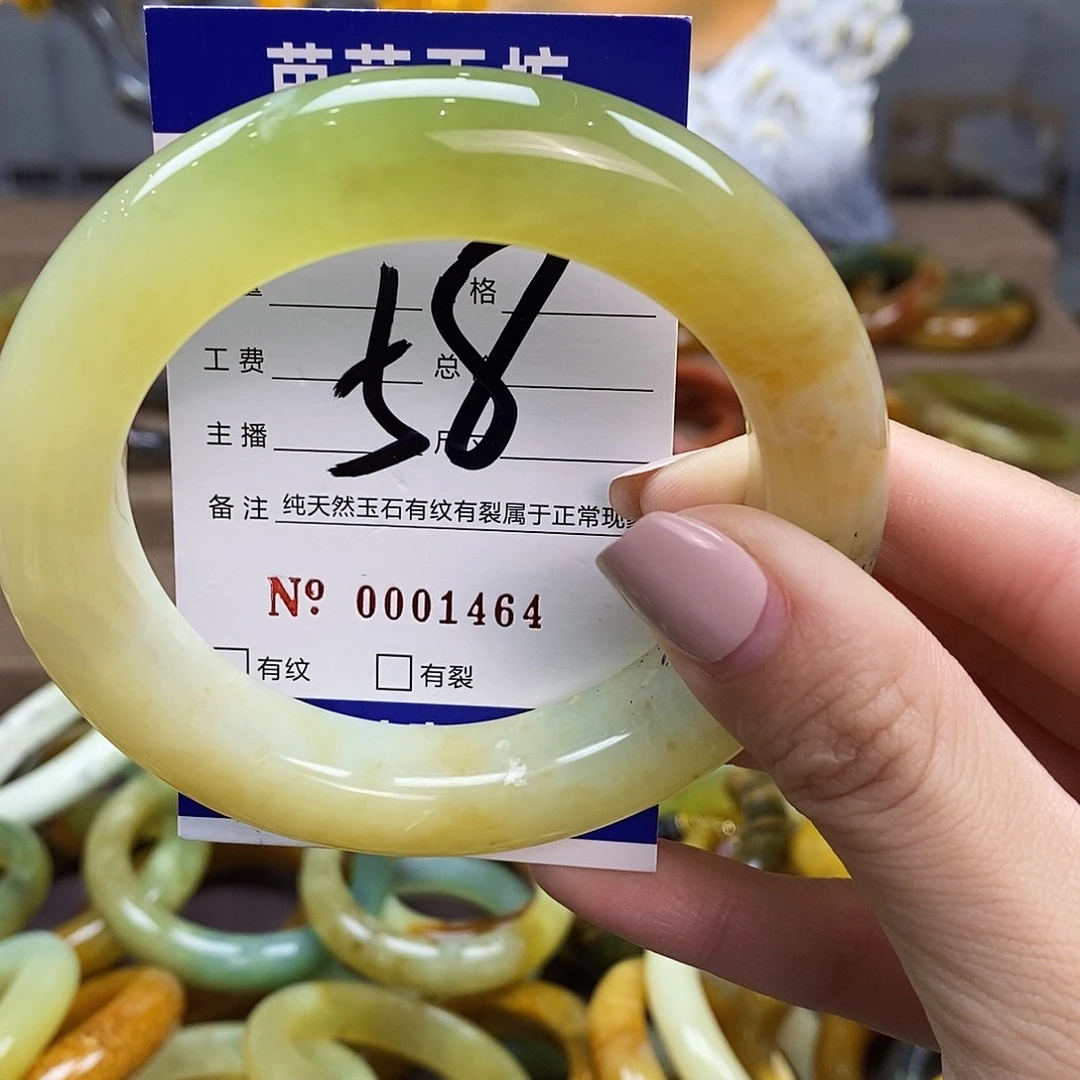 格
58
工费
总
主播
备注 纯天然玉石有纹有裂属于正常现
Nº 0001464
有纹
有裂